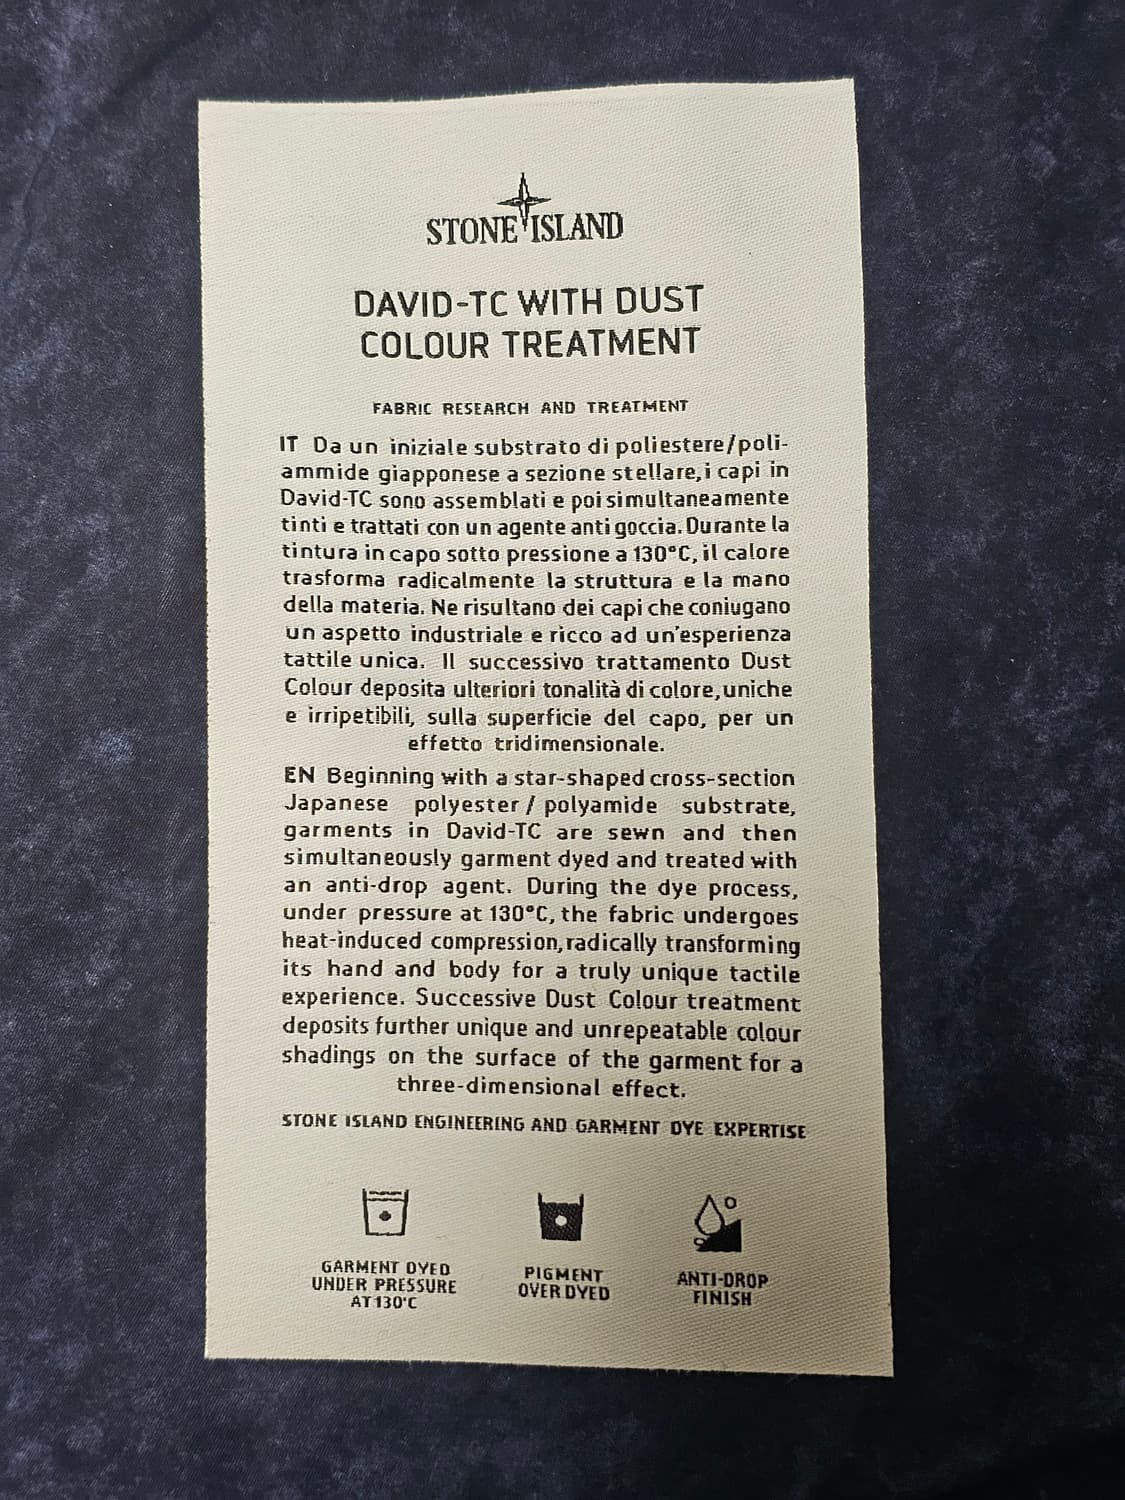 STONE ISLAND
DAVID-TC WITH DUST
COLOUR TREATMENT
FABRIC RESEARCH AND TREATMENT
IT Da un iniziale substrato di poliestere/poli-
ammide giapponese a sezione stellare, i capi in
David-TC sono assemblati e poi simultaneamente
tinti e trattati con un agente anti goccia. Durante la
tintura in capo sotto pressione a 130°C, il calore
trasforma radicalmente la struttura e la mano
della materia. Ne risultano dei capi che coniugano
un aspetto industriale e ricco ad un'esperienza
tattile unica. Il successivo trattamento Dust
Colour deposita ulteriori tonalità di colore, uniche
e irripetibili, sulla superficie del capo, per un
effetto tridimensionale.
EN Beginning with a star-shaped cross-section
Japanese polyester / polyamide substrate,
garments in David-TC are sewn and then
simultaneously garment dyed and treated with
an anti-drop agent. During the dye process,
under pressure at 130°C, the fabric undergoes
heat-induced compression, radically transforming
its hand and body for a truly unique tactile
experience. Successive Dust Colour treatment
deposits further unique and unrepeatable colour
shadings on the surface of the garment for a
three-dimensional effect.
STONE ISLAND ENGINEERING AND GARMENT DYE EXPERTISE
GARMENT DYED
UNDER PRESSURE
AT 130°C
PIGMENT
OVER DYED
ANTI-DROP
FINISH